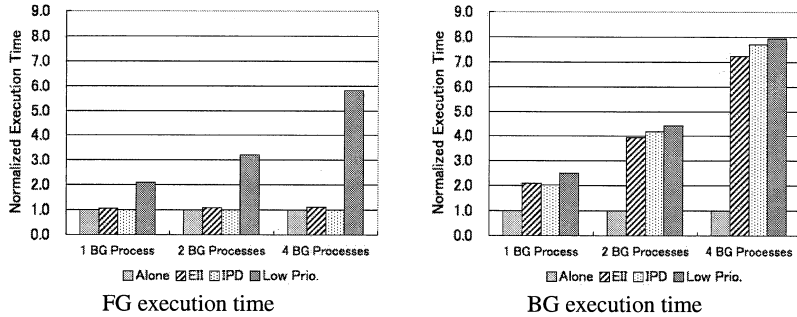 9.0
8.0
7.0
6.0
5.0
4.0
3.0
2.0
1.0
0.0
Normalized Execution Time
1 BG Process 2 BG Processes 4 BG Processes
Alone EII IPD Low Prio.
FG execution time
9.0
8.0
7.0
6.0
5.0
4.0
3.0
2.0
1.0
0.0
Normalized Execution Time
1 BG Process 2 BG Processes 4 BG Processes
Alone EII IPD Low Prio.
BG execution time